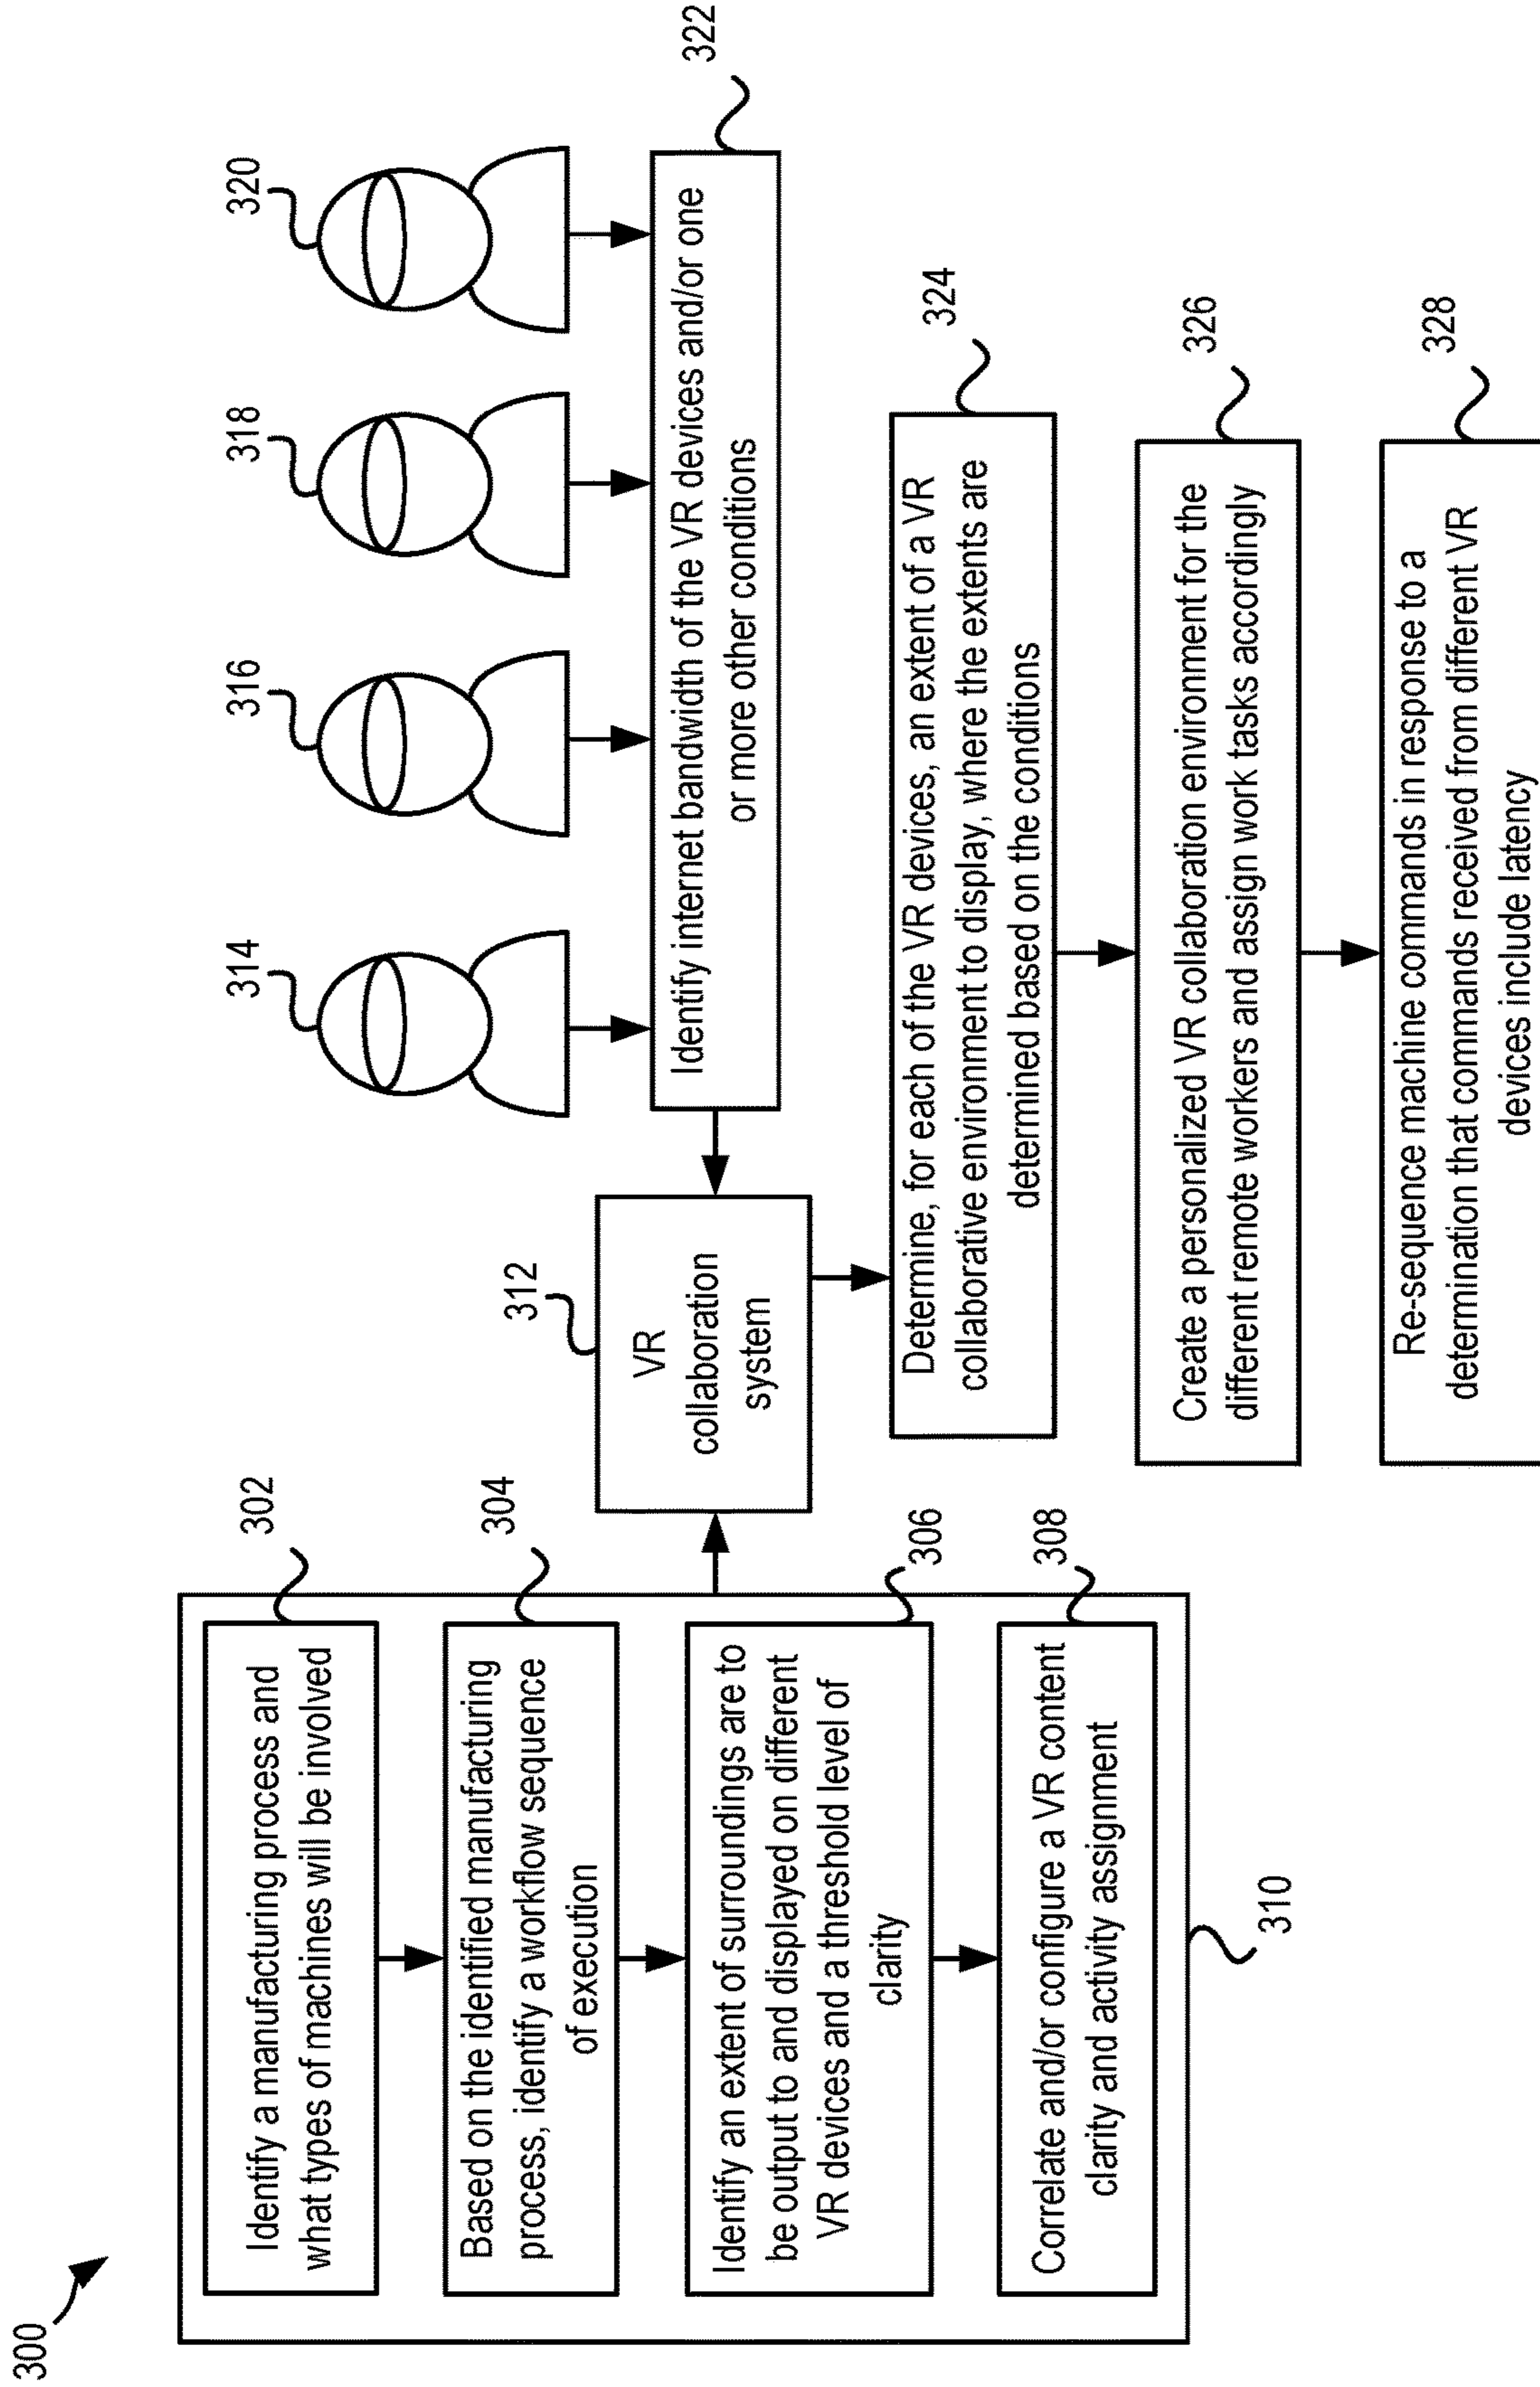 300
302
Identify a manufacturing process and
what types of machines will be involved
304
Based on the identified manufacturing
process, identify a workflow sequence
of execution
306
Identify an extent of surroundings are to
be output to and displayed on different
VR devices and a threshold level of
clarity
308
Correlate and/or configure a VR content
clarity and activity assignment
310
312
VR
collaboration
system
314
316
318
320
322
Identify internet bandwidth of the VR devices and/or one
or more other conditions
324
Determine, for each of the VR devices, an extent of a VR
collaborative environment to display, where the extents are
determined based on the conditions
326
Create a personalized VR collaboration environment for the
different remote workers and assign work tasks accordingly
328
Re-sequence machine commands in response to a
determination that commands received from different VR
devices include latency